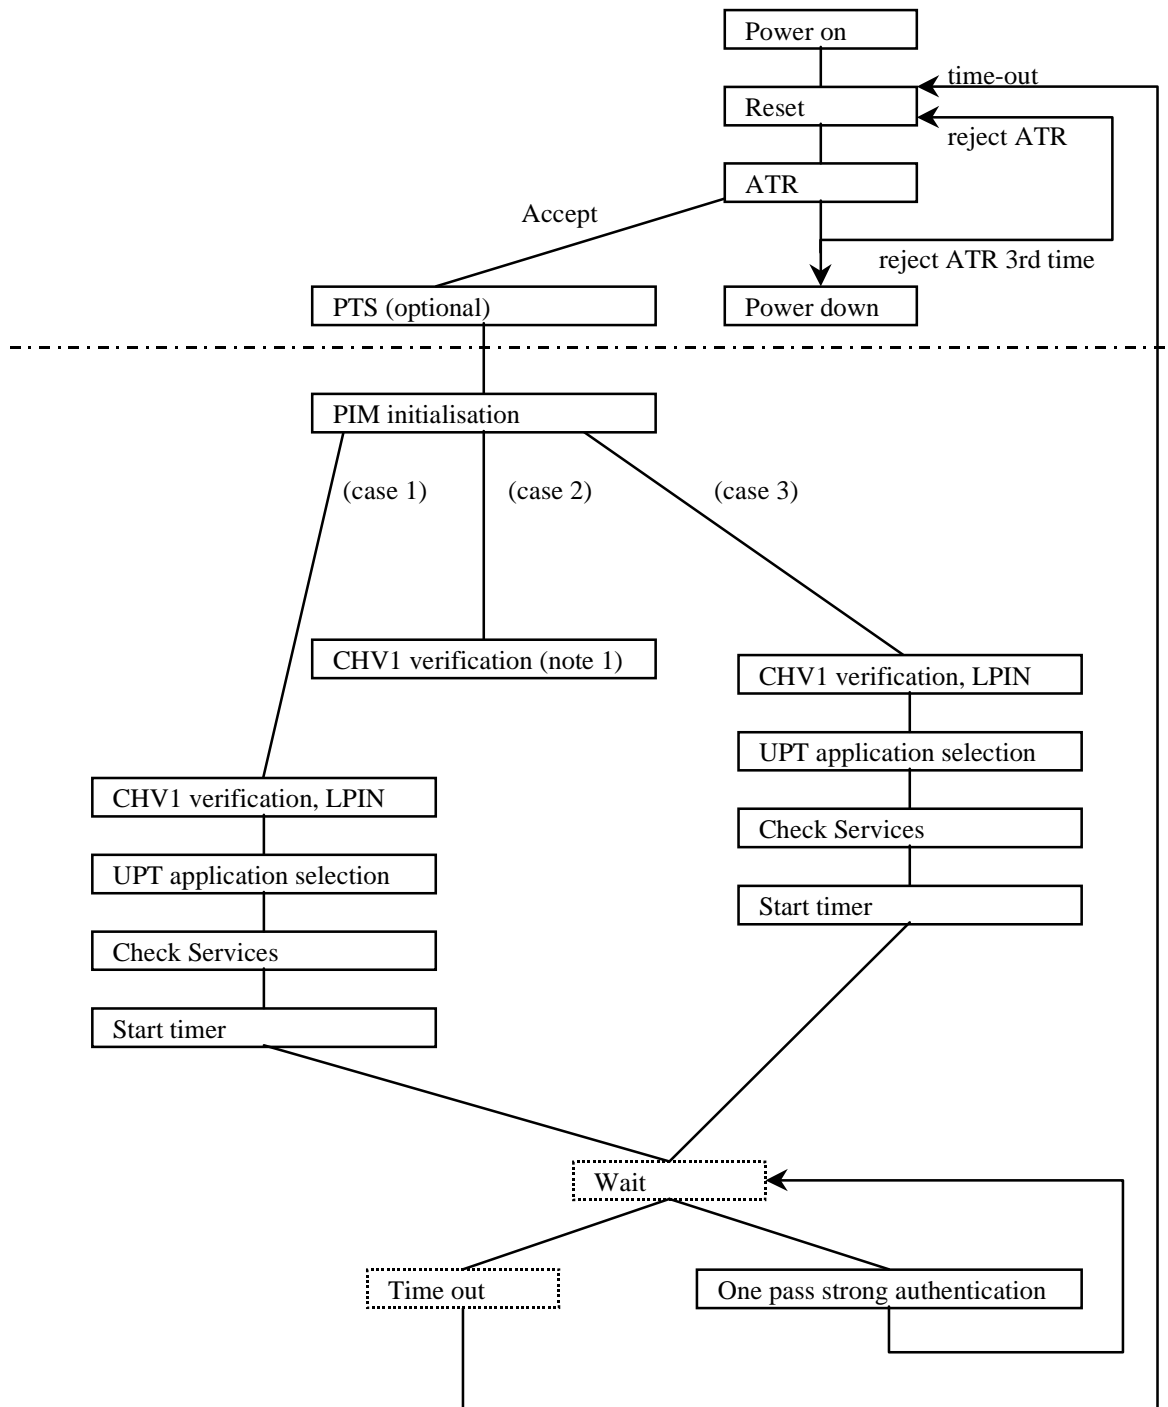 Power on
time-out
Reset
reject ATR
ATR
Accept
reject ATR 3rd time
PTS (optional)
Power down
PIM initialisation
(case 1)
(case 2)
(case 3)
CHV1 verification (note 1)
CHV1 verification, LPIN
UPT application selection
Check Services
Start timer
CHV1 verification, LPIN
UPT application selection
Check Services
Start timer
Wait
Time out
One pass strong authentication